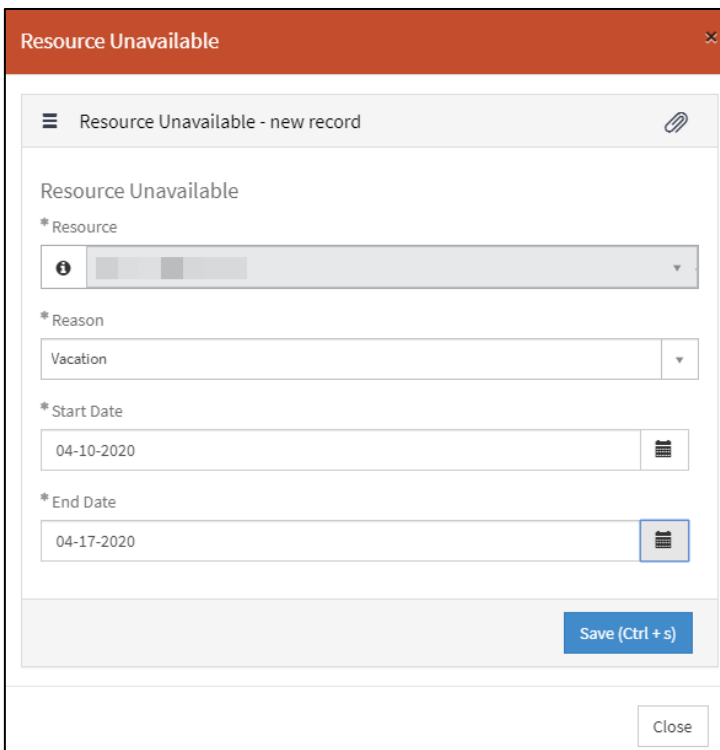 Resource Unavailable
Resource Unavailable - new record
Resource Unavailable
* Resource
* Reason
Vacation
* Start Date
04-10-2020
* End Date
04-17-2020
Save (Ctrl + s)
Close